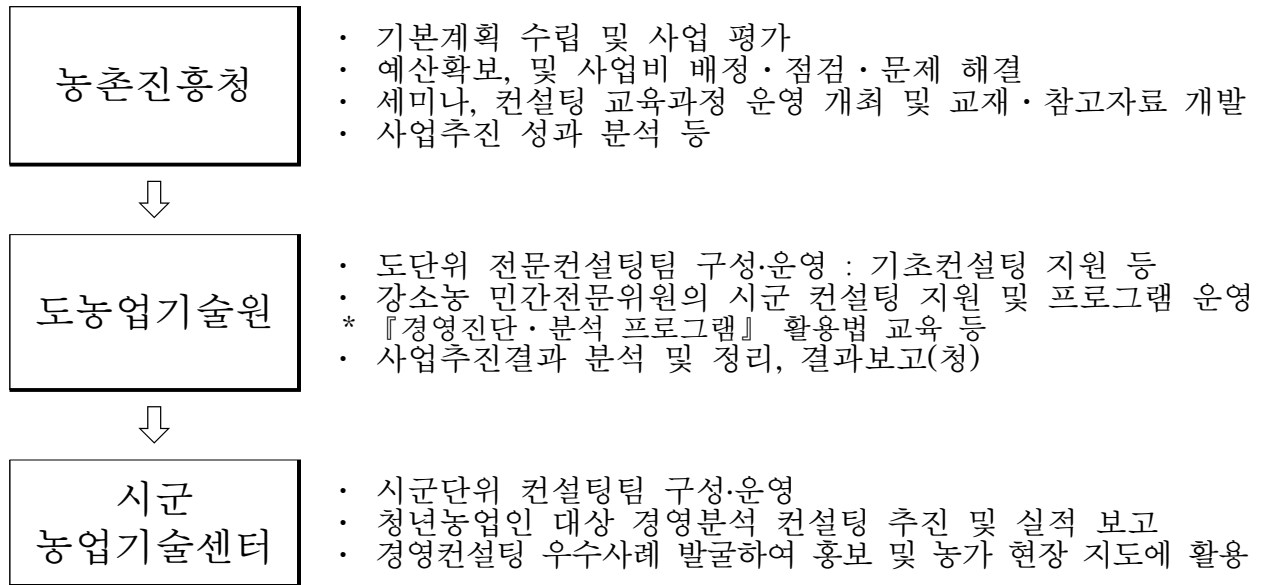 농촌진흥청
· 기본계획 수립 및 사업 평가
· 예산확보, 및 사업비 배정·점검·문제 해결
· 세미나, 컨설팅 교육과정 운영 개최 및 교재·참고자료 개발
· 사업추진 성과 분석 등
⇩
도농업기술원
· 도단위 전문컨설팅팀 구성·운영 : 기초컨설팅 지원 등
· 강소농 민간전문위원의 시군 컨설팅 지원 및 프로그램 운영
* 『경영진단·분석 프로그램』 활용법 교육 등
· 사업추진결과 분석 및 정리, 결과보고(청)
⇩
시군
농업기술센터
· 시군단위 컨설팅팀 구성·운영
· 청년농업인 대상 경영분석 컨설팅 추진 및 실적 보고
· 경영컨설팅 우수사례 발굴하여 홍보 및 농가 현장 지도에 활용